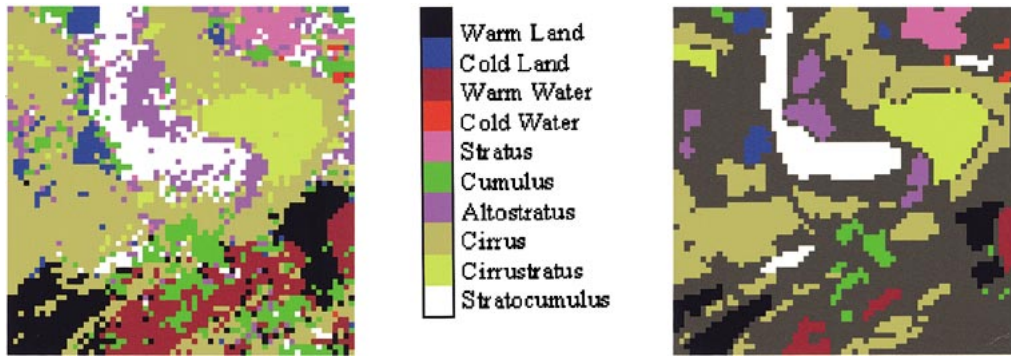 Warm Land
Cold Land
Warm Water
Cold Water
Stratus
Cumulus
Altostratus
Cirrus
Cirrustratus
Stratocumulus